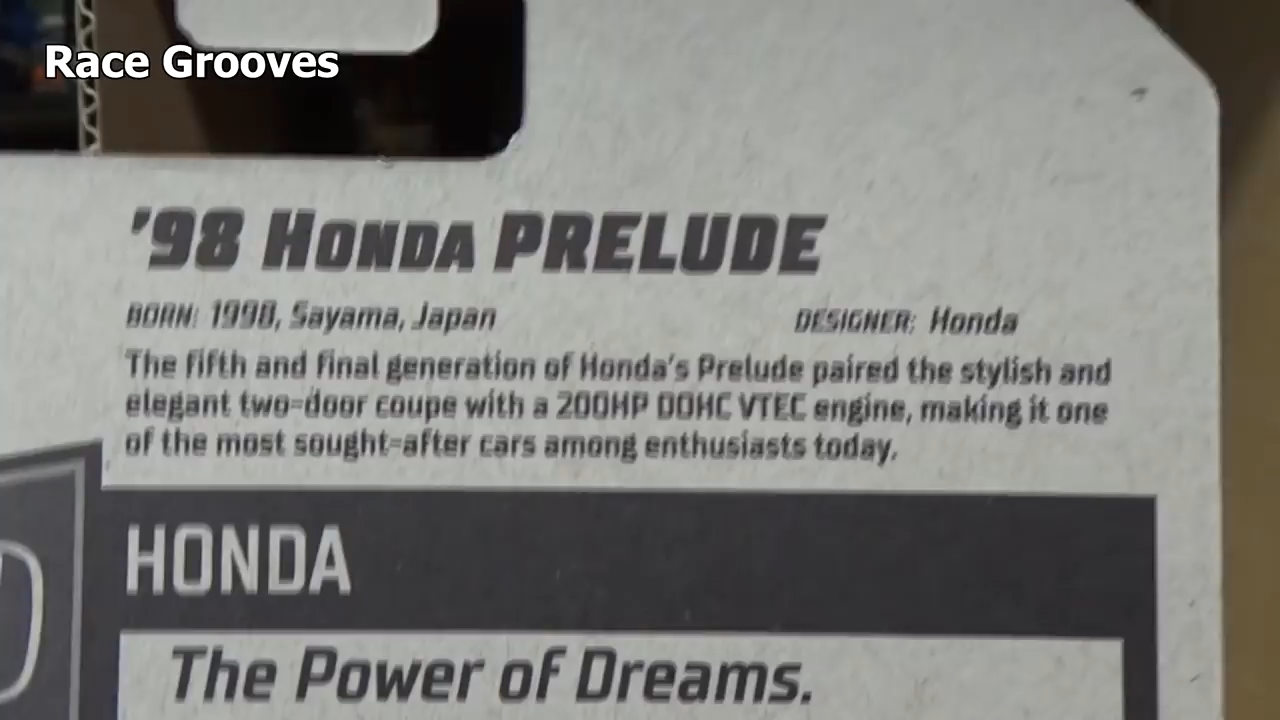 Race Grooves
'98 HONDA PRELUDE
BORN: 1998, Sayama, Japan
DESIGNER: Honda
The fifth and final generation of Honda's Prelude paired the stylish and
elegant two-door coupe with a 200HP DOHC VTEC engine, making it one
of the most sought-after cars among enthusiasts today.
HONDA
The Power of Dreams.